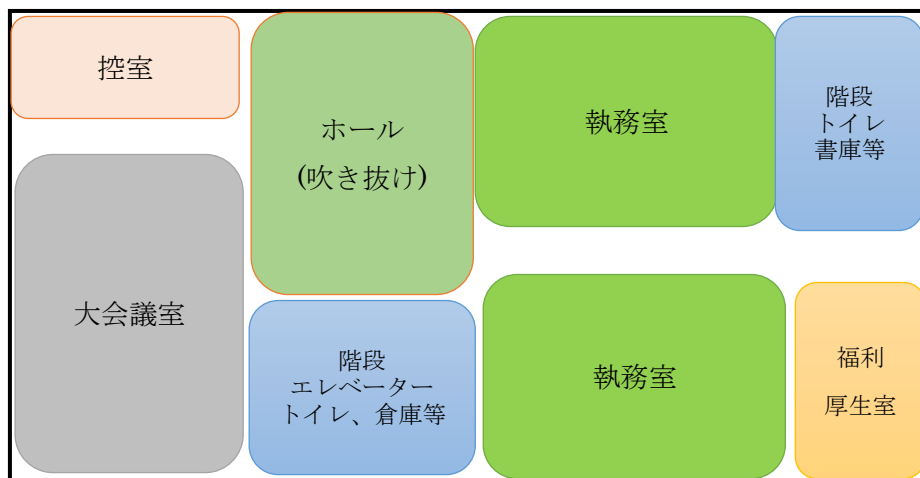 控室
ホール
(吹き抜け)
執務室
階段
トイレ
書庫等
大会議室
階段
エレベーター
トイレ、倉庫等
執務室
福利
厚生室